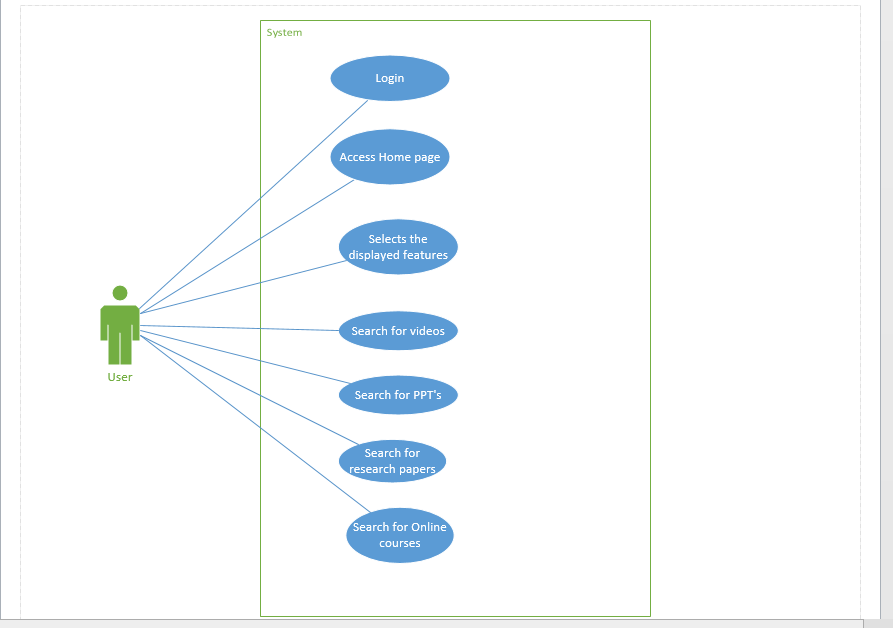 System
Login
Access Home page
Selects the
displayed features
Search for videos
Search for PPT's
Search for
research papers
Search for Online
courses
User